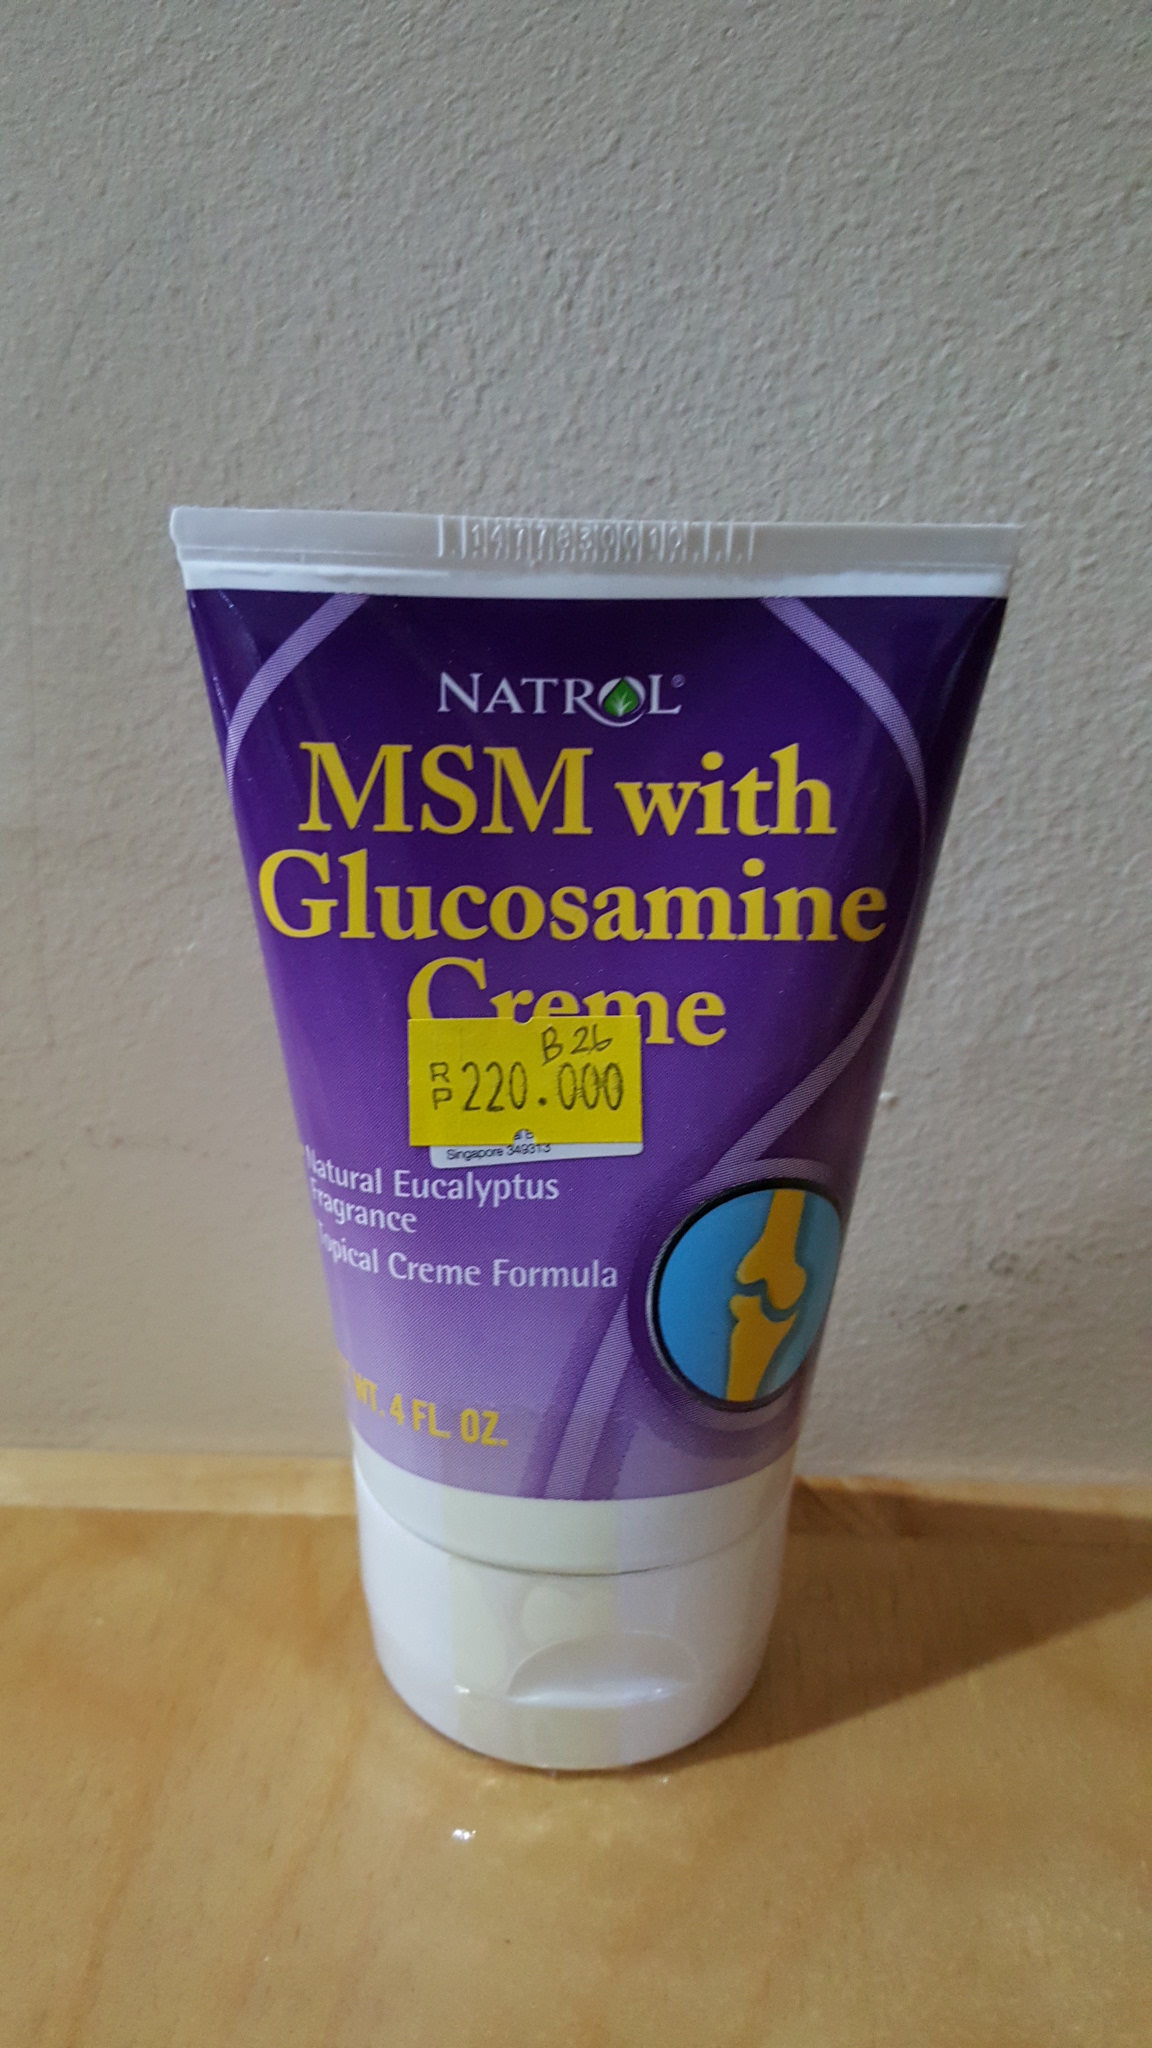 1477830010
NATROL®
MSM with
Glucosamine
Creme
B26
RP 220.000
Singapore 349313
Natural Eucalyptus
Fragrance
Topical Creme Formula
WT. 4 FL. OZ.